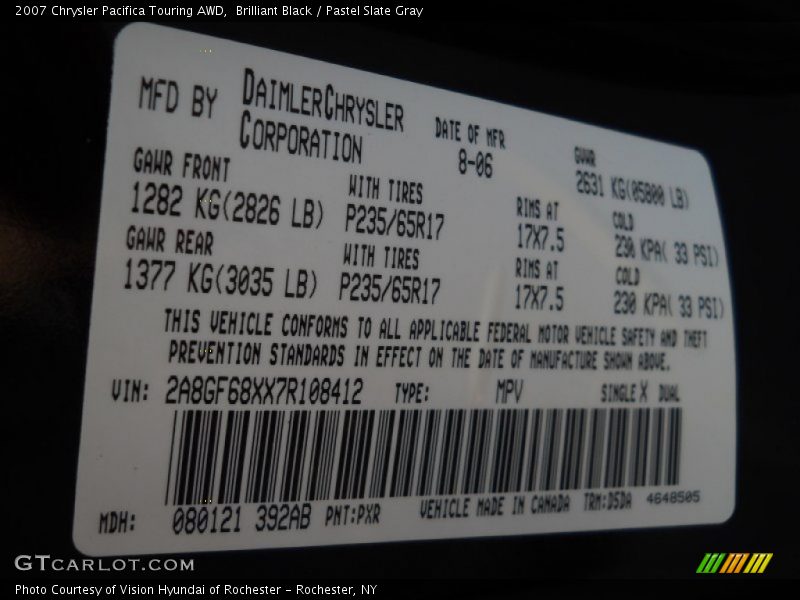 2007 Chrysler Pacifica Touring AWD,  Brilliant Black / Pastel Slate Gray
MFD BY DAIMLERCHRYSLER CORPORATION
DATE OF MFR 8-06
GVWR 2631 KG(05800 LB)
GAWR FRONT
1282 KG(2826 LB)
WITH TIRES P235/65R17
RIMS AT 17X7.5
COLD 230 KPA( 33 PSI)
GAWR REAR
1377 KG(3035 LB)
WITH TIRES P235/65R17
RIMS AT 17X7.5
COLD 230 KPA( 33 PSI)
THIS VEHICLE CONFORMS TO ALL APPLICABLE FEDERAL MOTOR VEHICLE SAFETY AND THEFT
PREVENTION STANDARDS IN EFFECT ON THE DATE OF MANUFACTURE SHOWN ABOVE.
VIN: 2A8GF68XX7R108412 TYPE: MPV SINGLE X DUAL
MDH: 080121 392AB PNT:PXR VEHICLE MADE IN CANADA TRM:DSDA 4648505
GTCARLOT.COM
Photo Courtesy of Vision Hyundai of Rochester - Rochester, NY